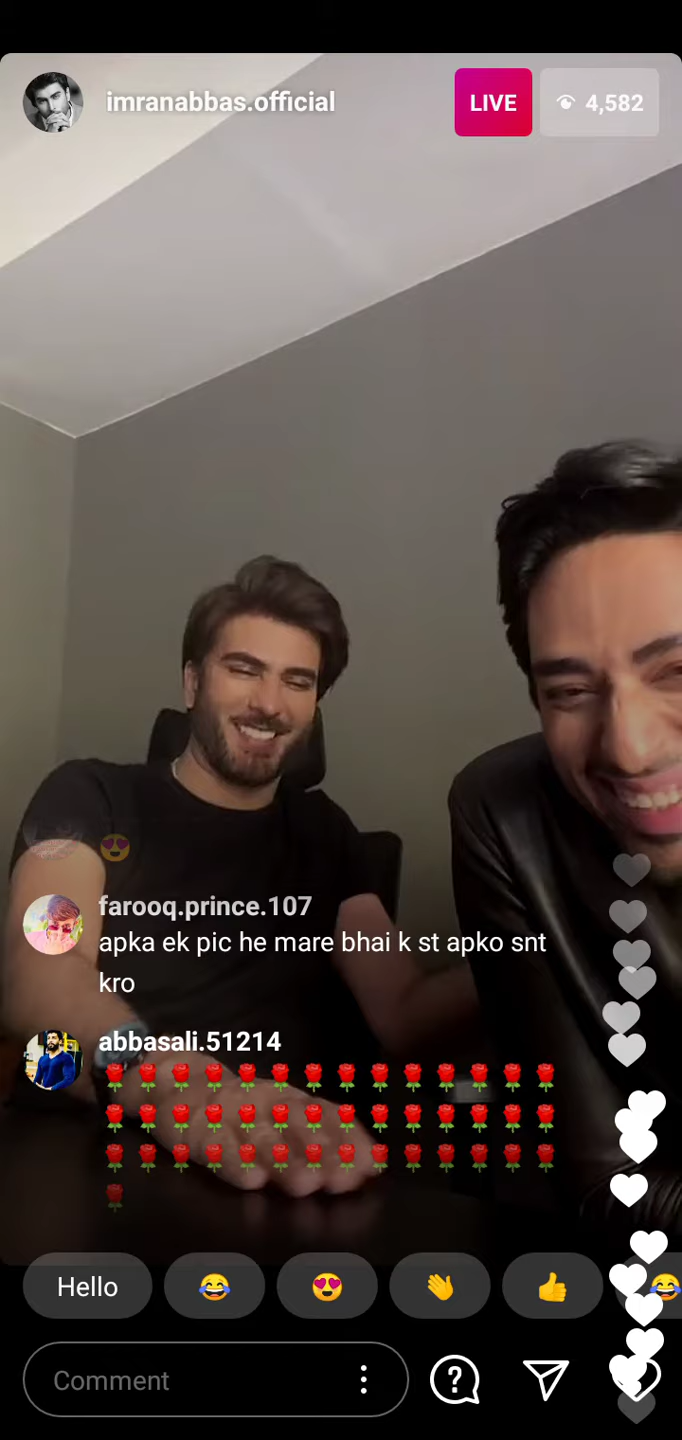 imranabbas.official
LIVE
4,582
farooq.prince.107
apka ek pic he mare bhai k st apko snt
kro
abbasali.51214
Hello
Comment